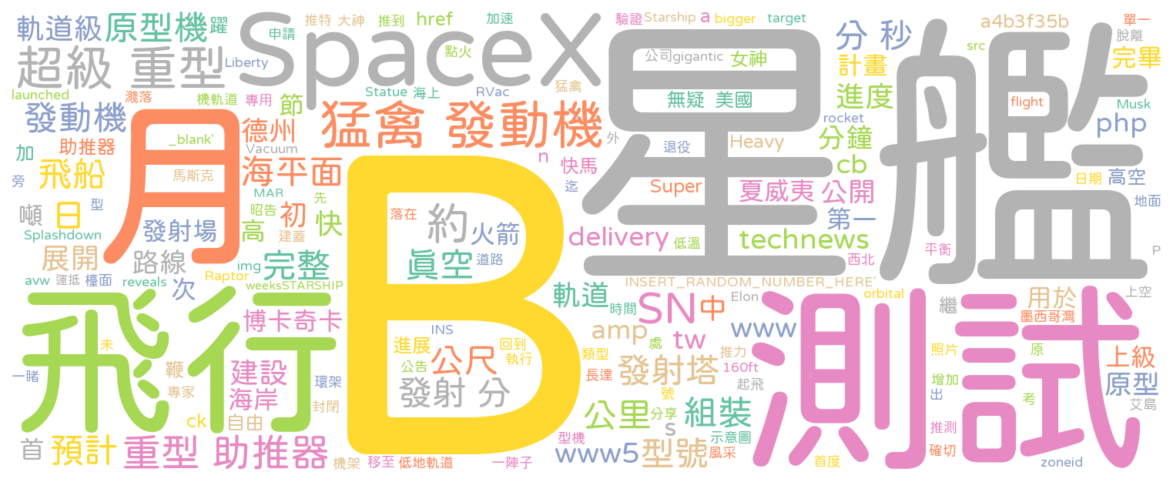 軌道級 原型機 躍 申請 推特 大神 推到 href 加速 驗證 Starship a bigger target a4b3f35b
超級 重型 SpaceX 點火 星艦 公司 gigantic 女神 分 秒 計畫 src 單一 脫離 完畢
launched 濺落 機軌道 專用 節 Liberty Statue 海上 RVac 猛禽 無疑 美國 進度 flight Musk
發動機 月 _blank' 德州 猛禽 發動機 外 退役 Heavy rocket 分鐘 php
加 助推器 Vacuum 海平面 n 快馬 cb
旁 飛船 馬斯克 MAR 先 B 迄 Super 夏威夷 公開 日期 高空
噸 日 型 昭告 初 快 落在 約 火箭 第一 地面
Splashdown 發射場 高 建蓋 眞空 道路 delivery 低溫 technews 平衡 P
展開 路線 img 完整 西北
avw 運抵 檯面 reveals 次 Raptor weeksSTARSHIP 軌道 時間 INSERT_RANDOM_NUMBER_HERE' orbital 上空
飛行 博卡奇卡 INS SN 中 Elon 測試 繼 用於 墨西哥灣
未 進展 回到 amp 處 tw www
一睹 鞭 建設 環架 公告 公尺 執行 類型 推力 照片 原 上級
專家 海岸 封閉 發射 分 長達 發射塔 160ft 起飛 增加 出 原型
ck 自由 號 公里 分享 組裝 考 艾島
首 預計 重型 助推器 s 型機 示意圖 推測
機架 移至 低地軌道 一陣子 www5 型號 風采 首度 確切 zoneid